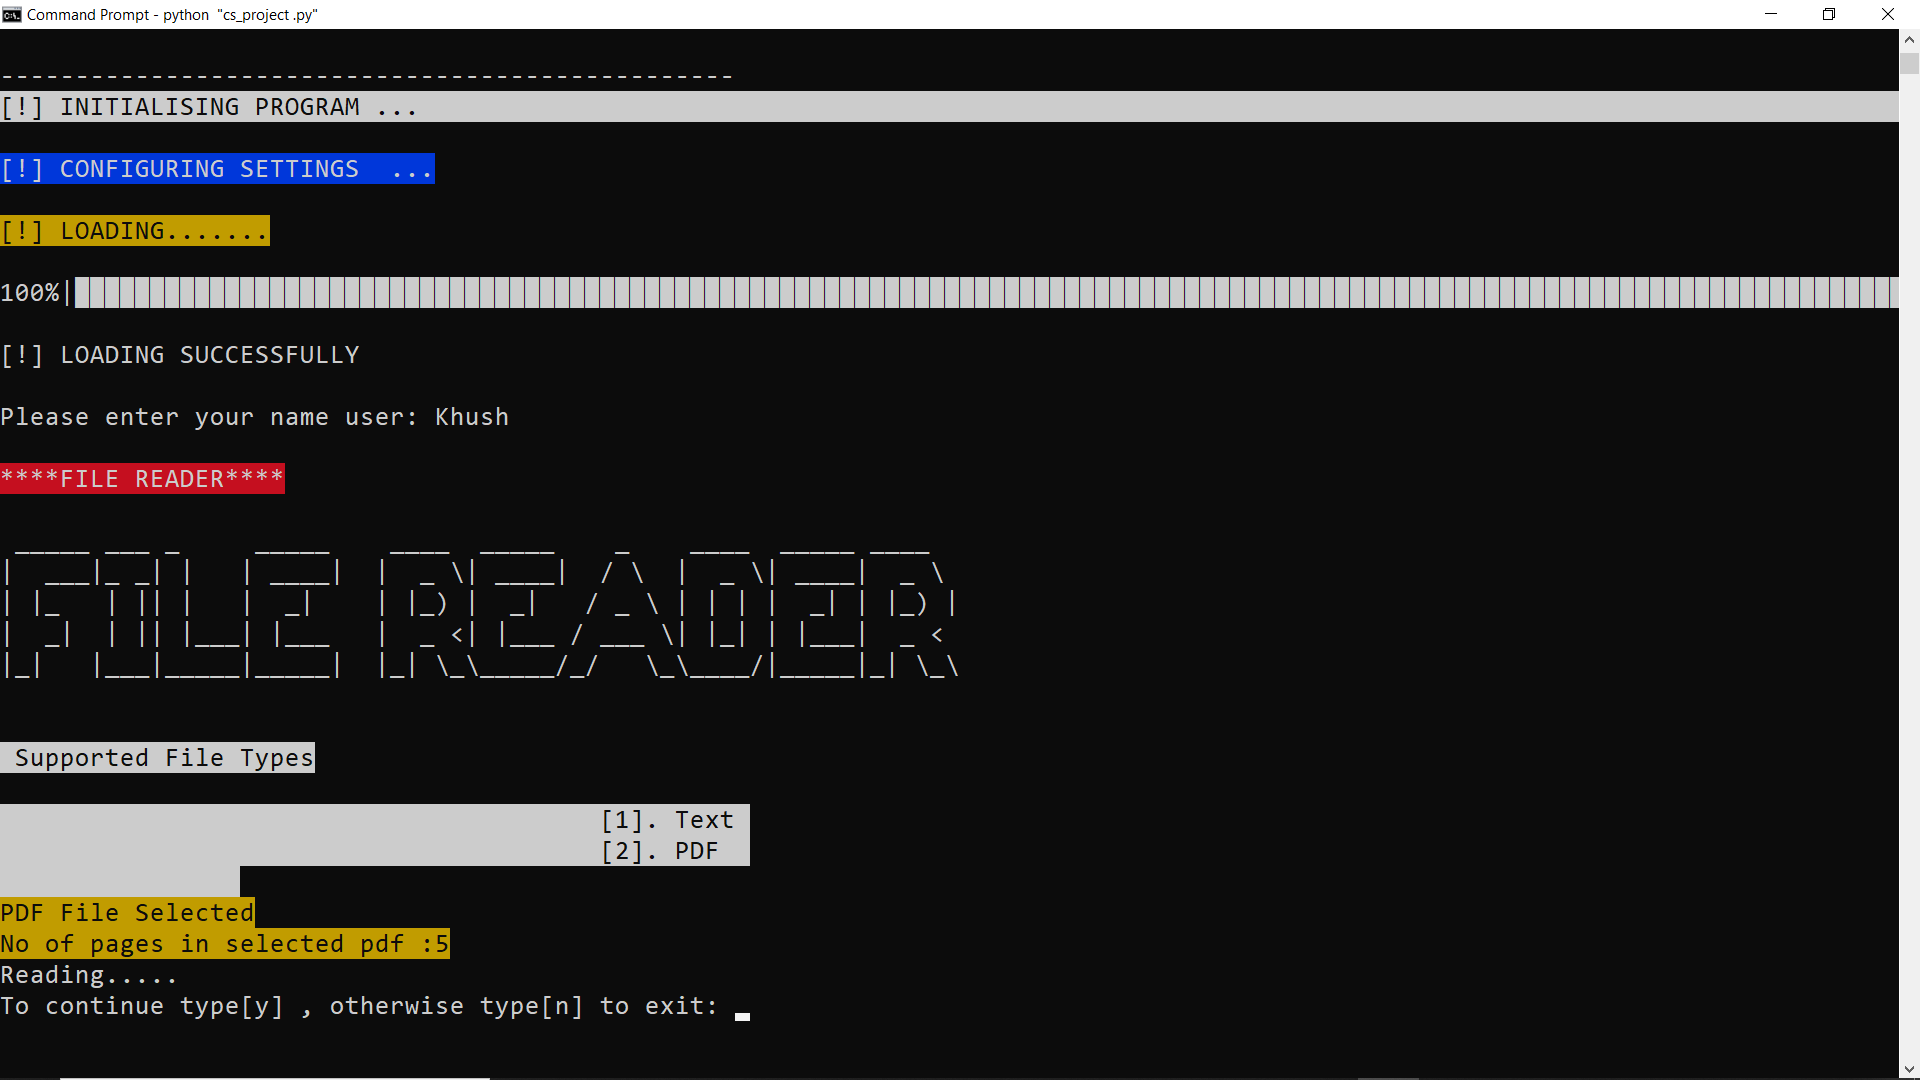 Command Prompt - python  "cs_project .py"
-------------------------------------------------
[!] INITIALISING PROGRAM ...
[!] CONFIGURING SETTINGS  ...
[!] LOADING.......
100%|
[!] LOADING SUCCESSFULLY
Please enter your name user: Khush
****FILE READER****
FILE READER
Supported File Types
[1]. Text
[2]. PDF
PDF File Selected
No of pages in selected pdf :5
Reading.....
To continue type[y] , otherwise type[n] to exit: